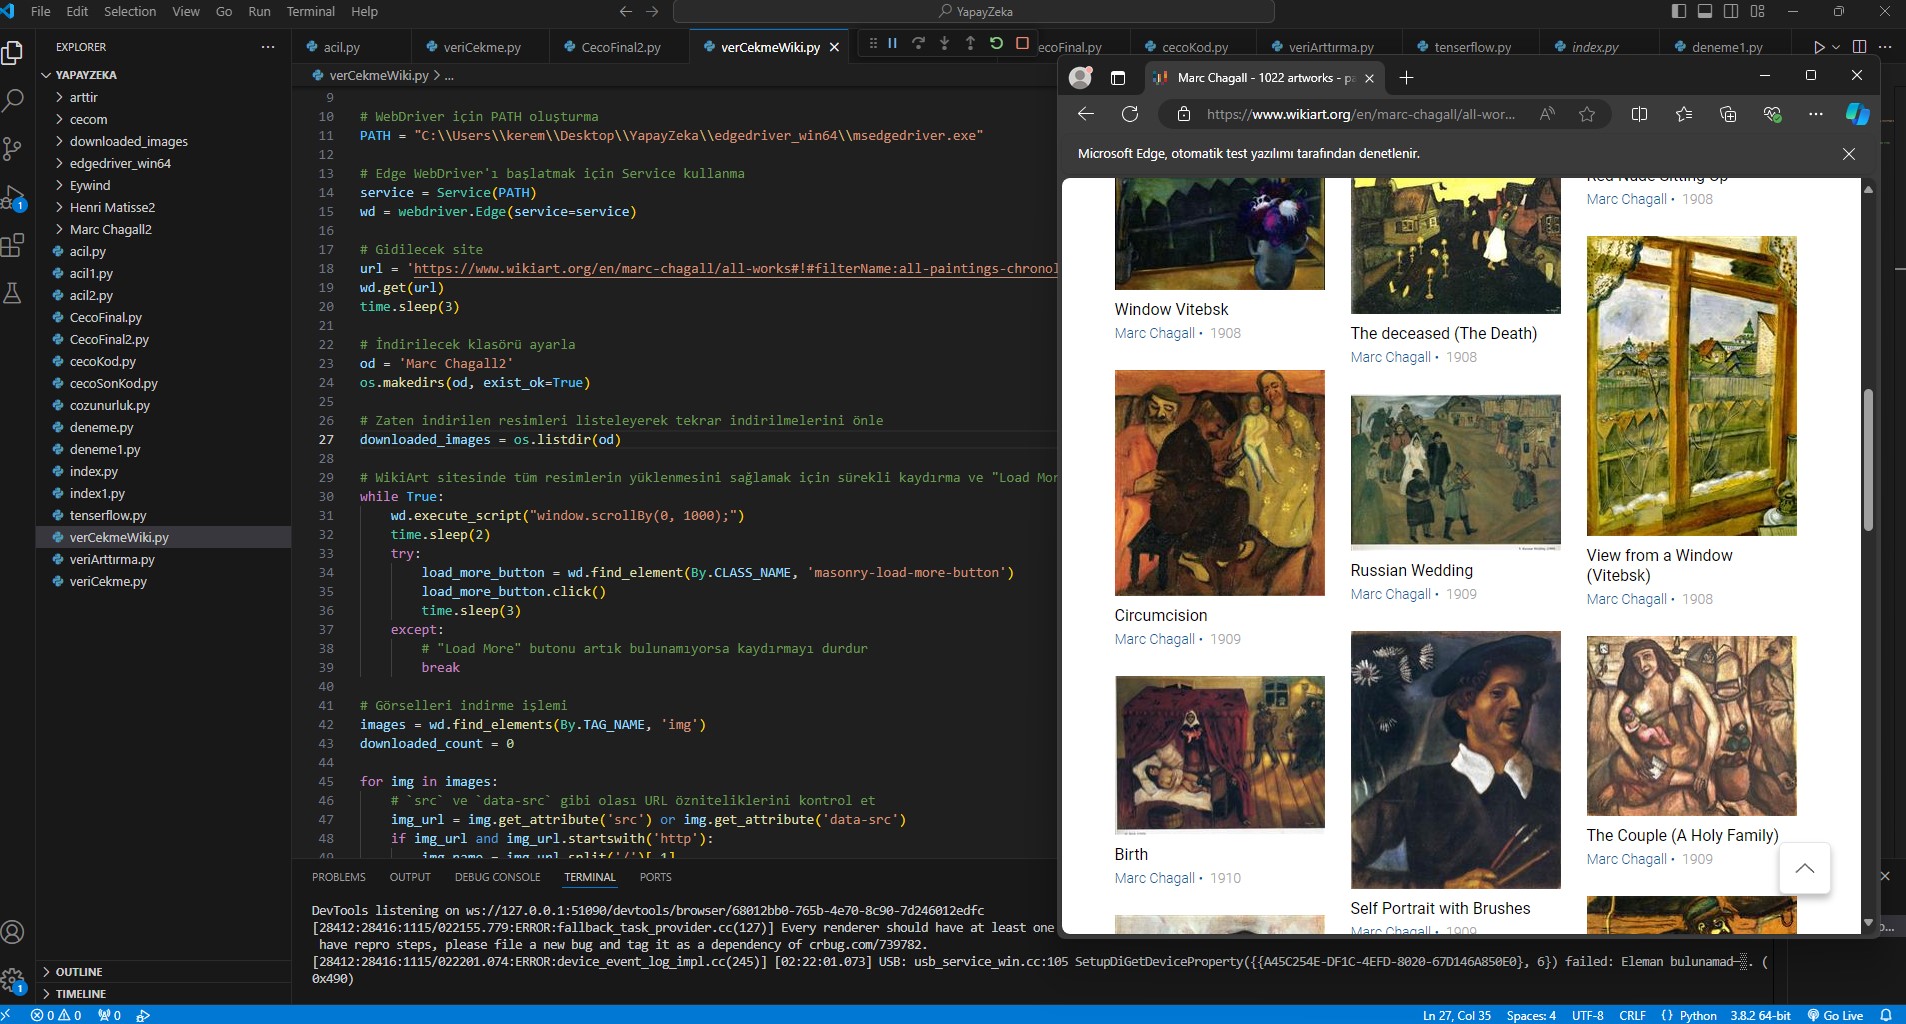 File Edit Selection View Go Run Terminal Help
YapayZeka
EXPLORER
YAPAYZEKA
arttir
cecom
downloaded_images
edgedriver_win64
Eywind
Henri Matisse2
Marc Chagall2
acil.py
acil1.py
acil2.py
CecoFinal.py
CecoFinal2.py
cecoKod.py
cecoSonKod.py
cozunurluk.py
deneme.py
deneme1.py
index.py
index1.py
tenserflow.py
verCekmeWiki.py
veriArttırma.py
veriCekme.py
OUTLINE
TIMELINE
acil.py veriCekme.py CecoFinal2.py verCekmeWiki.py ecoFinal.py cecoKod.py veriArttırma.py tenserflow.py index.py deneme1.py
verCekmeWiki.py > ...
9
10 # WebDriver için PATH oluşturma
11 PATH = "C:\\Users\\kerem\\Desktop\\YapayZeka\\edgedriver_win64\\msedgedriver.exe"
12
13 # Edge WebDriver'ı başlatmak için Service kullanma
14 service = Service(PATH)
15 wd = webdriver.Edge(service=service)
16
17 # Gidilecek site
18 url = 'https://www.wikiart.org/en/marc-chagall/all-works#!#filterName:all-paintings-chronol
19 wd.get(url)
20 time.sleep(3)
21
22 # İndirilecek klasörü ayarla
23 od = 'Marc Chagall2'
24 os.makedirs(od, exist_ok=True)
25
26 # Zaten indirilen resimleri listeleyerek tekrar indirilmelerini önle
27 downloaded_images = os.listdir(od)
28
29 # WikiArt sitesinde tüm resimlerin yüklenmesini sağlamak için sürekli kaydırma ve "Load Mor
30 while True:
31 wd.execute_script("window.scrollBy(0, 1000);")
32 time.sleep(2)
33 try:
34 load_more_button = wd.find_element(By.CLASS_NAME, 'masonry-load-more-button')
35 load_more_button.click()
36 time.sleep(3)
37 except:
38 # "Load More" butonu artık bulunamıyorsa kaydırmayı durdur
39 break
40
41 # Görselleri indirme işlemi
42 images = wd.find_elements(By.TAG_NAME, 'img')
43 downloaded_count = 0
44
45 for img in images:
46 # `src` ve `data-src` gibi olası URL özniteliklerini kontrol et
47 img_url = img.get_attribute('src') or img.get_attribute('data-src')
48 if img_url and img_url.startswith('http'):
49 img_name = img_url.split('/')[-1]
PROBLEMS OUTPUT DEBUG CONSOLE TERMINAL PORTS
DevTools listening on ws://127.0.0.1:51090/devtools/browser/68012bb0-765b-4e70-8c90-7d246012edfc
[28412:28416:1115/022155.779:ERROR:fallback_task_provider.cc(127)] Every renderer should have at least one
have repro steps, please file a new bug and tag it as a dependency of crbug.com/739782.
[28412:28416:1115/022201.074:ERROR:device_event_log_impl.cc(245)] [02:22:01.073] USB: usb_service_win.cc:105 SetupDiGetDeviceProperty({{A45C254E-DF1C-4EFD-8020-67D146A850E0}, 6}) failed: Eleman bulunamad . (
0x490)
Marc Chagall - 1022 artworks - pa
https://www.wikiart.org/en/marc-chagall/all-wor...
Microsoft Edge, otomatik test yazılımı tarafından denetlenir.
Window Vitebsk
Marc Chagall • 1908
Circumcision
Marc Chagall • 1909
Birth
Marc Chagall • 1910
The deceased (The Death)
Marc Chagall • 1908
Russian Wedding
Marc Chagall • 1909
Self Portrait with Brushes
Marc Chagall • 1909
Red Nude Sitting Up
Marc Chagall • 1908
View from a Window
(Vitebsk)
Marc Chagall • 1908
The Couple (A Holy Family)
Marc Chagall • 1909
0 0 0 Ln 27, Col 35 Spaces: 4 UTF-8 CRLF {} Python 3.8.2 64-bit Go Live